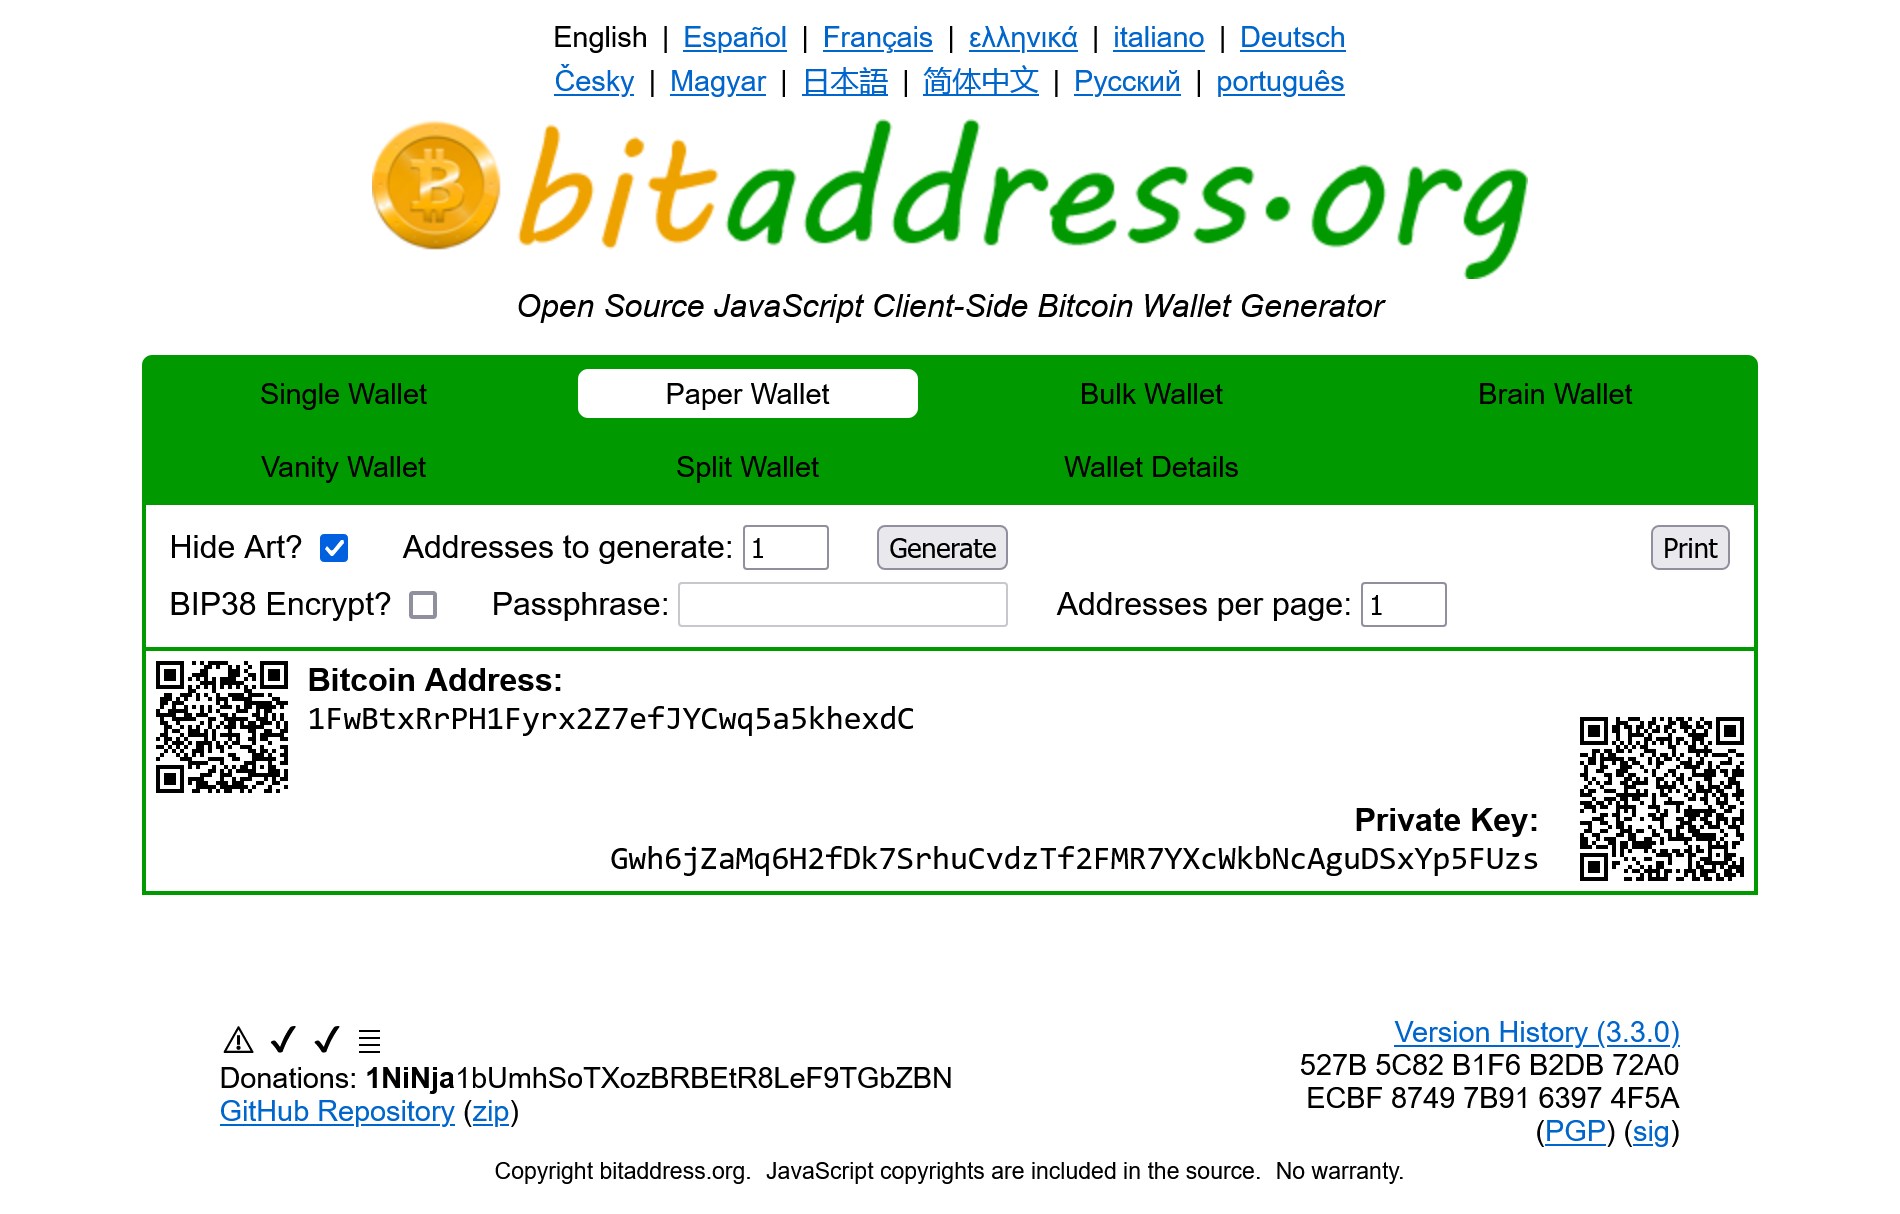 English | Español | Français | ελληνικά | italiano | Deutsch
Česky | Magyar | 日本語 | 简体中文 | Русский | português
bitaddress.org
Open Source JavaScript Client-Side Bitcoin Wallet Generator
Single Wallet Paper Wallet Bulk Wallet Brain Wallet
Vanity Wallet Split Wallet Wallet Details
Hide Art? Addresses to generate: 1 Generate Print
BIP38 Encrypt? Passphrase: Addresses per page: 1
Bitcoin Address:
1FwBtxRrPH1Fyrx2Z7efJYCwq5a5khexdC
Private Key:
Gwh6jZaMq6H2fDk7SrhuCvdzTf2FMR7YXcWkbNcAguDSxYp5FUzs
Donations: 1NiNja1bUmhSoTXozBRBEtR8LeF9TGbZBN
GitHub Repository (zip)
Version History (3.3.0)
527B 5C82 B1F6 B2DB 72A0
ECBF 8749 7B91 6397 4F5A
(PGP) (sig)
Copyright bitaddress.org. JavaScript copyrights are included in the source. No warranty.